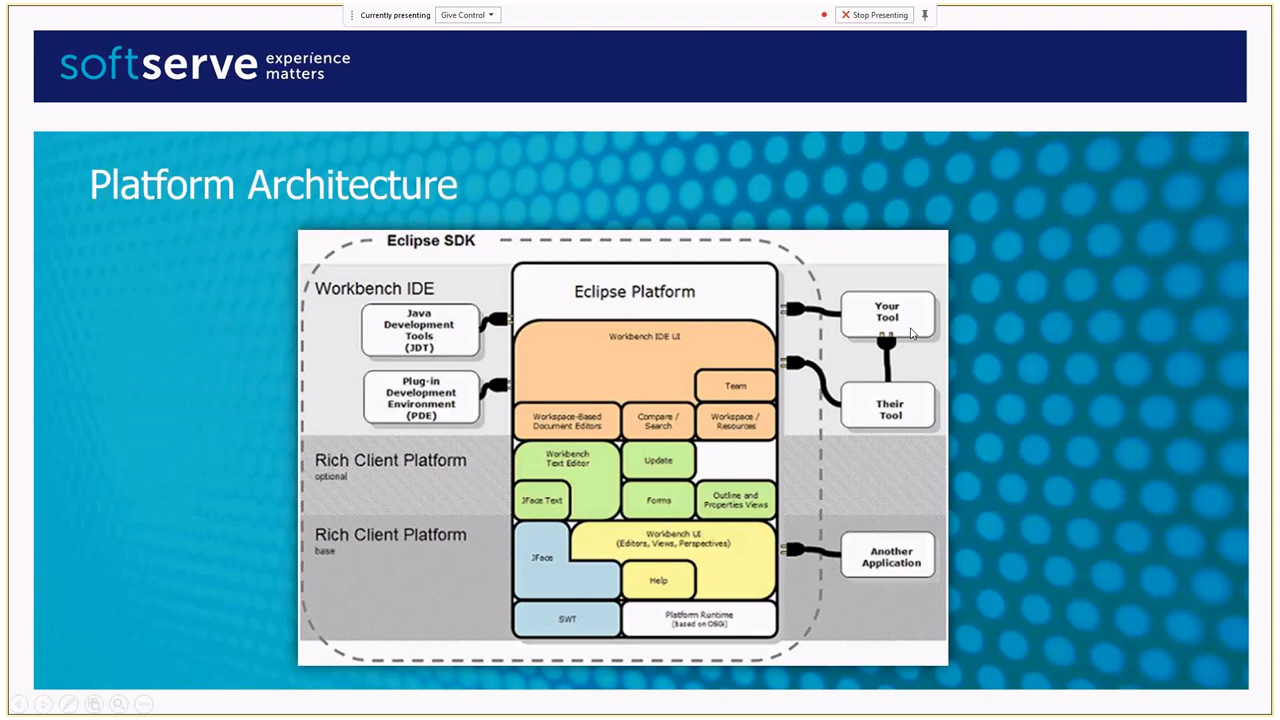 Currently presenting
Give Control
Stop Presenting
softserve
experience
matters
Platform Architecture
Eclipse SDK
Workbench IDE
Java
Development
Tools
(JDT)
Plug-in
Development
Environment
(PDE)
Rich Client Platform
optional
Rich Client Platform
base
Eclipse Platform
Workbench IDE UI
Team
Workspace-Based
Document Editors
Compare /
Search
Workspace /
Resources
Workbench
Text Editor
Update
JFace Text
Forms
Outline and
Properties Views
JFace
Workbench UI
(Editors, Views, Perspectives)
Help
SWT
Platform Runtime
(based on OSGi)
Your
Tool
Their
Tool
Another
Application